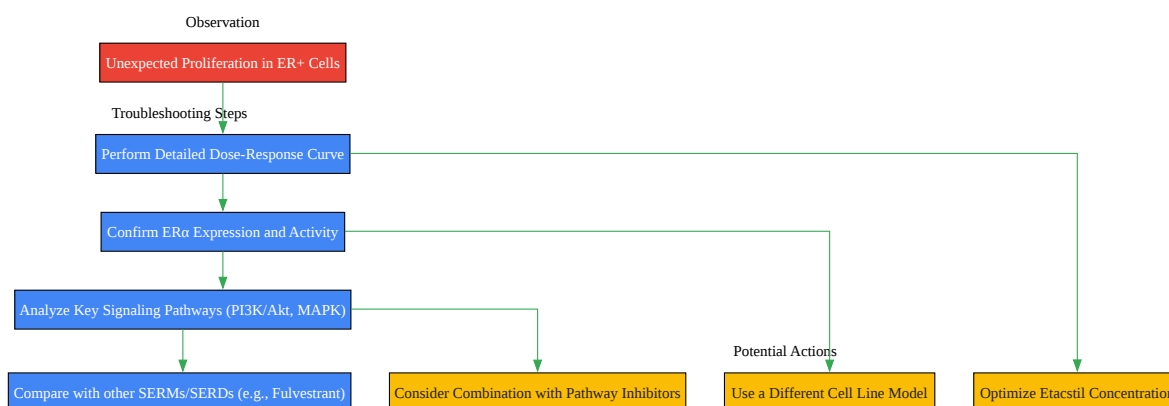 Observation
Unexpected Proliferation in ER+ Cells
Troubleshooting Steps
Perform Detailed Dose-Response Curve
Confirm ERα Expression and Activity
Analyze Key Signaling Pathways (PI3K/Akt, MAPK)
Potential Actions
Compare with other SERMs/SERDs (e.g., Fulvestrant)
Consider Combination with Pathway Inhibitors
Use a Different Cell Line Model
Optimize Etacstil Concentration